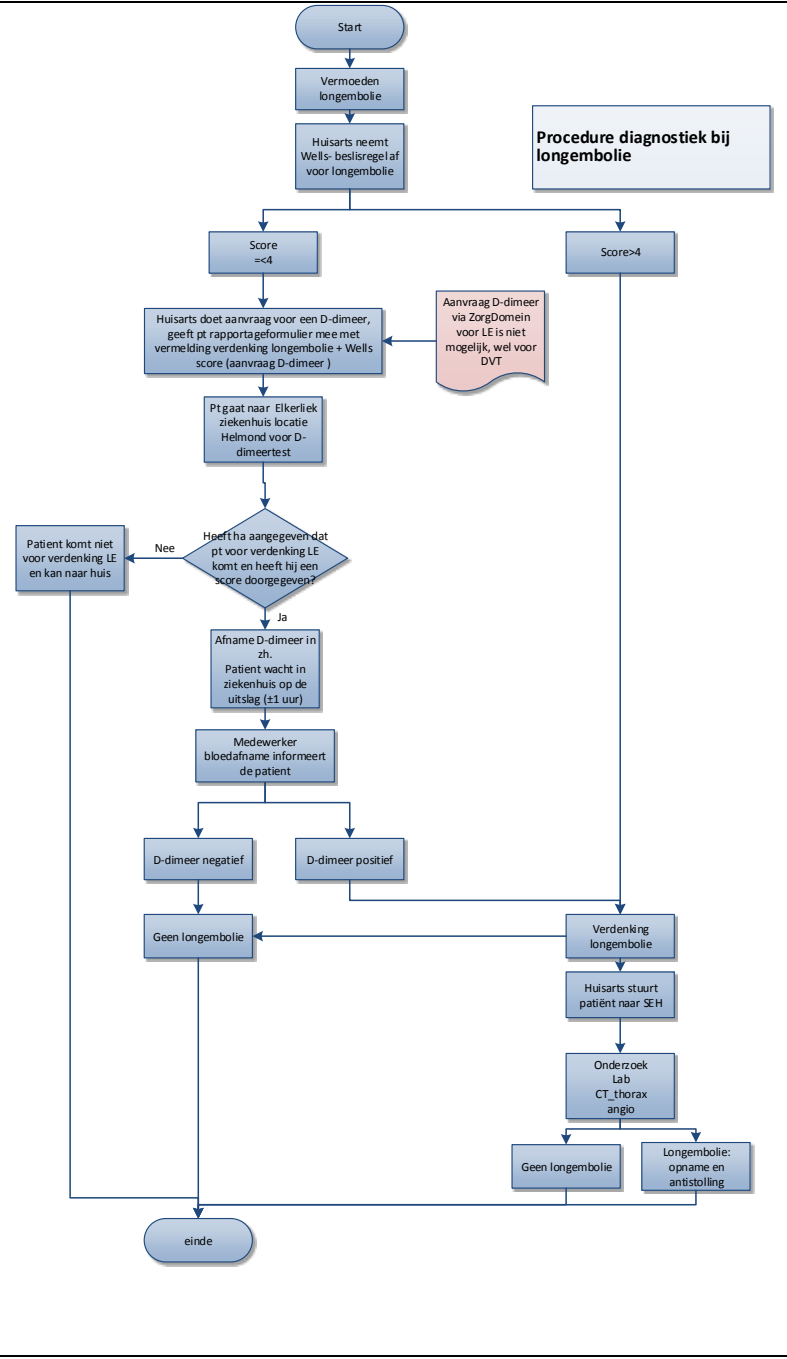 Start
Vermoeden
longembolie
Huisarts neemt
Wells- beslisregel af
voor longembolie
Procedure diagnostiek bij
longembolie
Score
=<4
Score>4
Huisarts doet aanvraag voor een D-dimeer,
geeft pt rapportageformulier mee met
vermelding verdenking longembolie + Wells
score (aanvraag D-dimeer )
Aanvraag D-dimeer
via ZorgDomein
voor LE is niet
mogelijk, wel voor
DVT
Pt gaat naar Elkerliek
ziekenhuis locatie
Helmond voor D-
dimeertest
Heeft ha aangegeven dat
pt voor verdenking LE
komt en heeft hij een
score doorgegeven?
Nee
Patient komt niet
voor verdenking LE
en kan naar huis
Ja
Afname D-dimeer in
zh.
Patient wacht in
ziekenhuis op de
uitslag (±1 uur)
Medewerker
bloedafname informeert
de patient
D-dimeer negatief
D-dimeer positief
Geen longembolie
Verdenking
longembolie
Huisarts stuurt
patiënt naar SEH
Onderzoek
Lab
CT_thorax
angio
Geen longembolie
Longembolie:
opname en
antistolling
einde